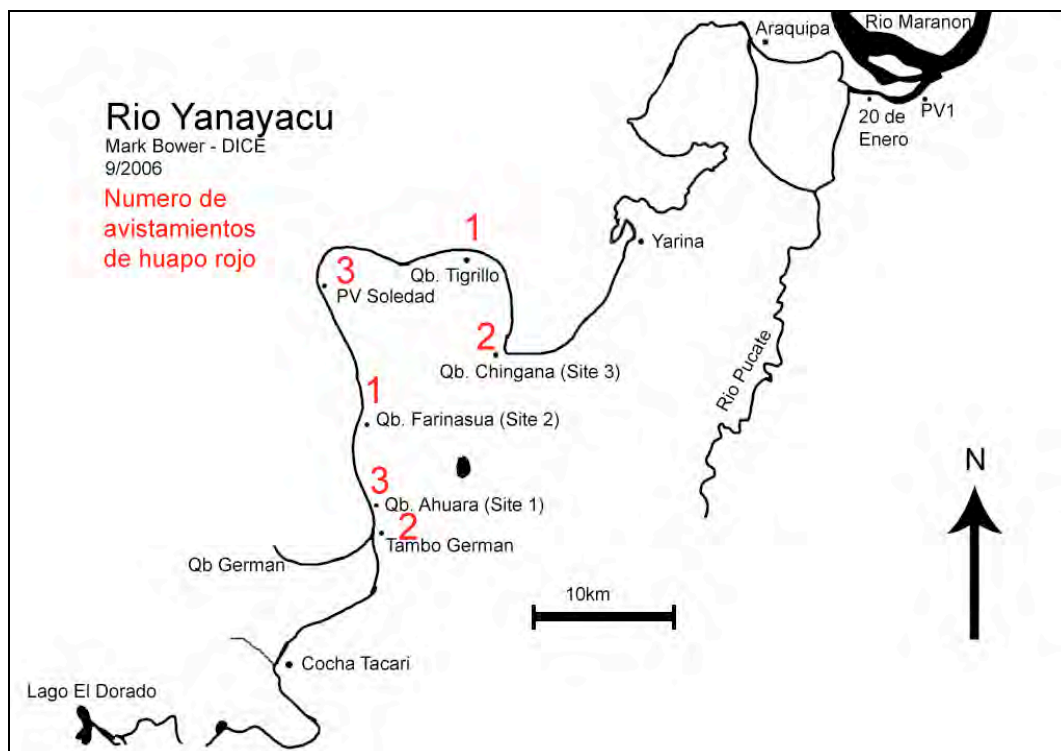 Rio Maranon
Araquipa
PV1
20 de
Enero
Rio Yanayacu
Mark Bower - DICE
9/2006
Numero de
avistamientos
de huapo rojo
1
Yarina
Qb. Tigrillo
3
PV Soledad
2
Qb. Chingana (Site 3)
Rio Pucate
1
Qb. Farinasua (Site 2)
N
3
Qb. Ahuara (Site 1)
2
Tambo German
Qb German
10km
Cocha Tacari
Lago El Dorado